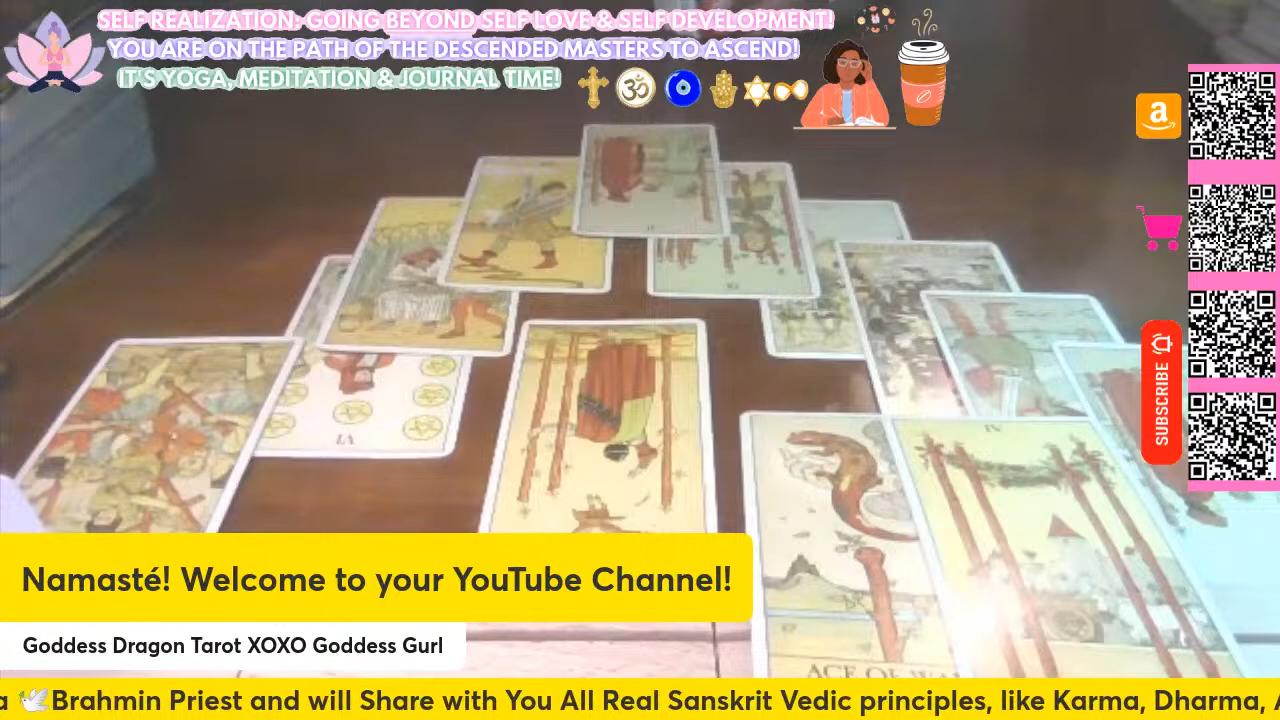 SELF REALIZATION: GOING BEYOND SELF LOVE & SELF DEVELOPMENT!
YOU ARE ON THE PATH OF THE DESCENDED MASTERS TO ASCEND!
IT'S YOGA, MEDITATION & JOURNAL TIME!
ॐ
a
SUBSCRIBE
VI
IV
ACE OF WA
Namasté! Welcome to your YouTube Channel!
Goddess Dragon Tarot XOXO Goddess Gurl
a 🕊️Brahmin Priest and will Share with You All Real Sanskrit Vedic principles, like Karma, Dharma, A